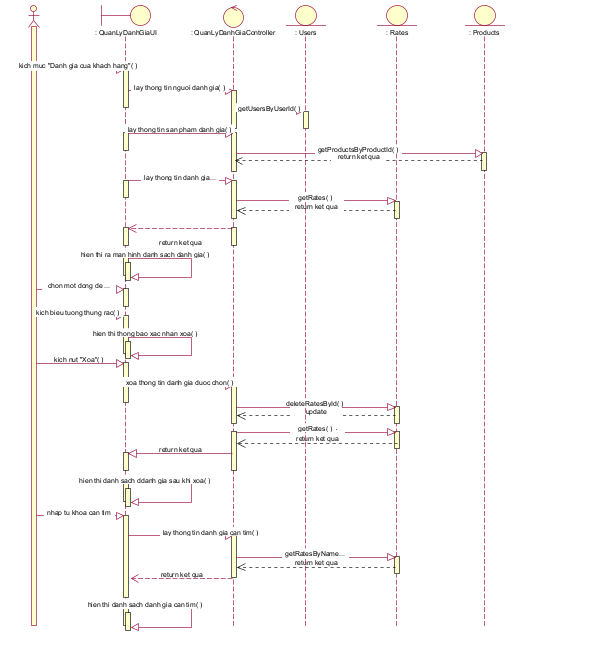 : QuanLyDanhGiaUI
: QuanLyDanhGiaController
: Users
: Rates
: Products
kich muc "Danh gia cua khach hang"( )
lay thong tin nguoi danh gia( )
getUsersByUserId( )
lay thong tin san pham danh gia( )
getProductsByProductId( )
return ket qua
lay thong tin danh gia...
getRates( )
return ket qua
return ket qua
hien thi ra man hinh danh sach danh gia( )
chon mot dong de...
kich bieu tuong thung rac( )
hien thi thong bao xac nhan xoa( )
kich nut "Xoa"( )
xoa thong tin danh gia duoc chon( )
deleteRatesById( )
update
getRates( )
return ket qua
return ket qua
hien thi danh sach ddanh gia sau khi xoa( )
nhap tu khoa can tim
lay thong tin danh gia can tim( )
getRatesByName...
return ket qua
return ket qua
hien thi danh sach danh gia can tim( )